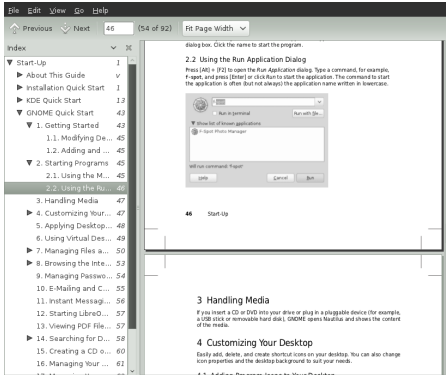 File Edit View Go Help
Previous Next 46 (54 of 92) Fit Page Width
Index
Start-Up 1
About This Guide v
Installation Quick Start 1
KDE Quick Start 13
GNOME Quick Start 43
1. Getting Started 43
1.1. Modifying De... 45
1.2. Adding and ... 45
2. Starting Programs 45
2.1. Using the M... 45
2.2. Using the Ru... 46
3. Handling Media 47
4. Customizing Your... 47
5. Applying Desktop... 48
6. Using Virtual Des... 49
7. Managing Files a... 50
8. Browsing the Inte... 53
9. Managing Passwo... 54
10. E-Mailing and C... 55
11. Instant Messagi... 56
12. Starting LibreO... 57
13. Viewing PDF File... 57
14. Searching for D... 58
15. Creating a CD o... 60
16. Managing Your ... 61
dialog box. Click the name to start the program.
2.2 Using the Run Application Dialog
Press [Alt] + [F2] to open the Run Application dialog. Type a command, for example,
f-spot, and press [Enter] or click Run to start the application. The command to start
the application is often (but not always) the application name written in lowercase.
Run in terminal Run with file...
Show list of known applications
F-Spot Photo Manager
Will run command: 'f-spot'
Help Cancel Run
46 Start-Up
3 Handling Media
If you insert a CD or DVD into your drive or plug in a pluggable device (for example,
a USB stick or removable hard disk), GNOME opens Nautilus and shows the content
of the media.
4 Customizing Your Desktop
Easily add, delete, and create shortcut icons on your desktop. You can also change
icon properties and the desktop background to suit your needs.